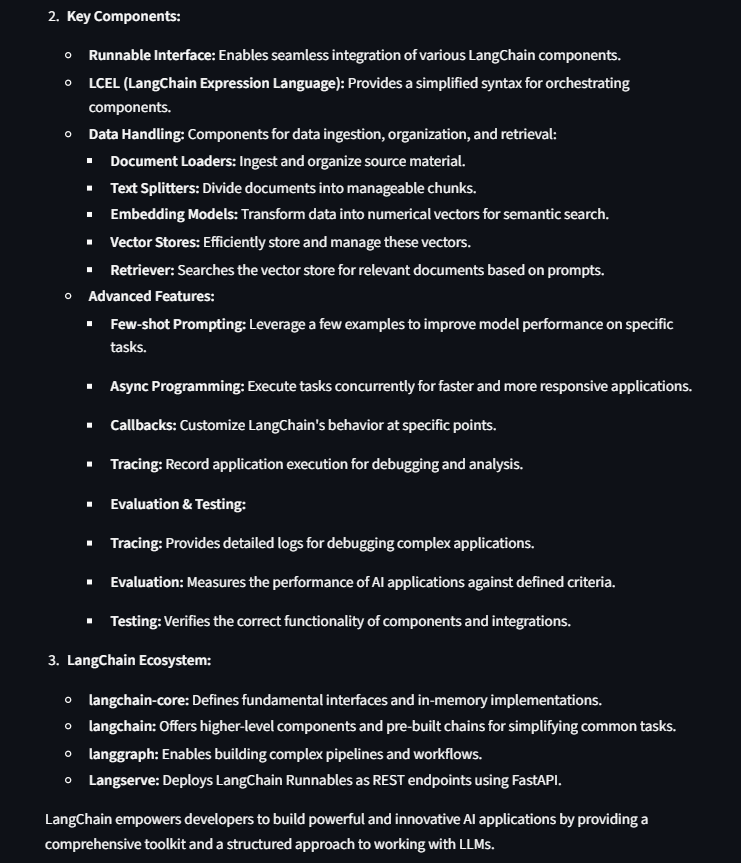 2. Key Components:
Runnable Interface: Enables seamless integration of various LangChain components.
LCEL (LangChain Expression Language): Provides a simplified syntax for orchestrating
components.
Data Handling: Components for data ingestion, organization, and retrieval:
Document Loaders: Ingest and organize source material.
Text Splitters: Divide documents into manageable chunks.
Embedding Models: Transform data into numerical vectors for semantic search.
Vector Stores: Efficiently store and manage these vectors.
Retriever: Searches the vector store for relevant documents based on prompts.
Advanced Features:
Few-shot Prompting: Leverage a few examples to improve model performance on specific
tasks.
Async Programming: Execute tasks concurrently for faster and more responsive applications.
Callbacks: Customize LangChain's behavior at specific points.
Tracing: Record application execution for debugging and analysis.
Evaluation & Testing:
Tracing: Provides detailed logs for debugging complex applications.
Evaluation: Measures the performance of AI applications against defined criteria.
Testing: Verifies the correct functionality of components and integrations.
3. LangChain Ecosystem:
langchain-core: Defines fundamental interfaces and in-memory implementations.
langchain: Offers higher-level components and pre-built chains for simplifying common tasks.
langgraph: Enables building complex pipelines and workflows.
Langserve: Deploys LangChain Runnables as REST endpoints using FastAPI.
LangChain empowers developers to build powerful and innovative AI applications by providing a
comprehensive toolkit and a structured approach to working with LLMs.